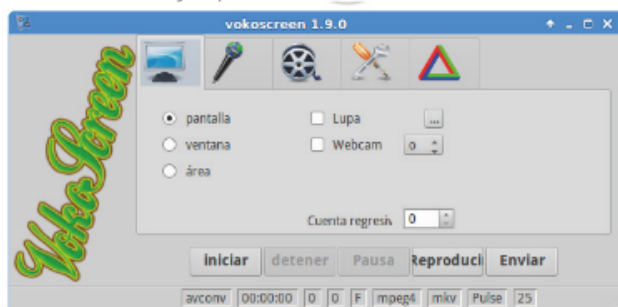 vokoscreen 1.9.0
VokoScreen
pantalla Lupa ...
ventana Webcam 0
área
Cuenta regresiv 0
iniciar detener Pausa Reproduci Enviar
avconv 00:00:00 0 0 F mpeg4 mkv Pulse 25